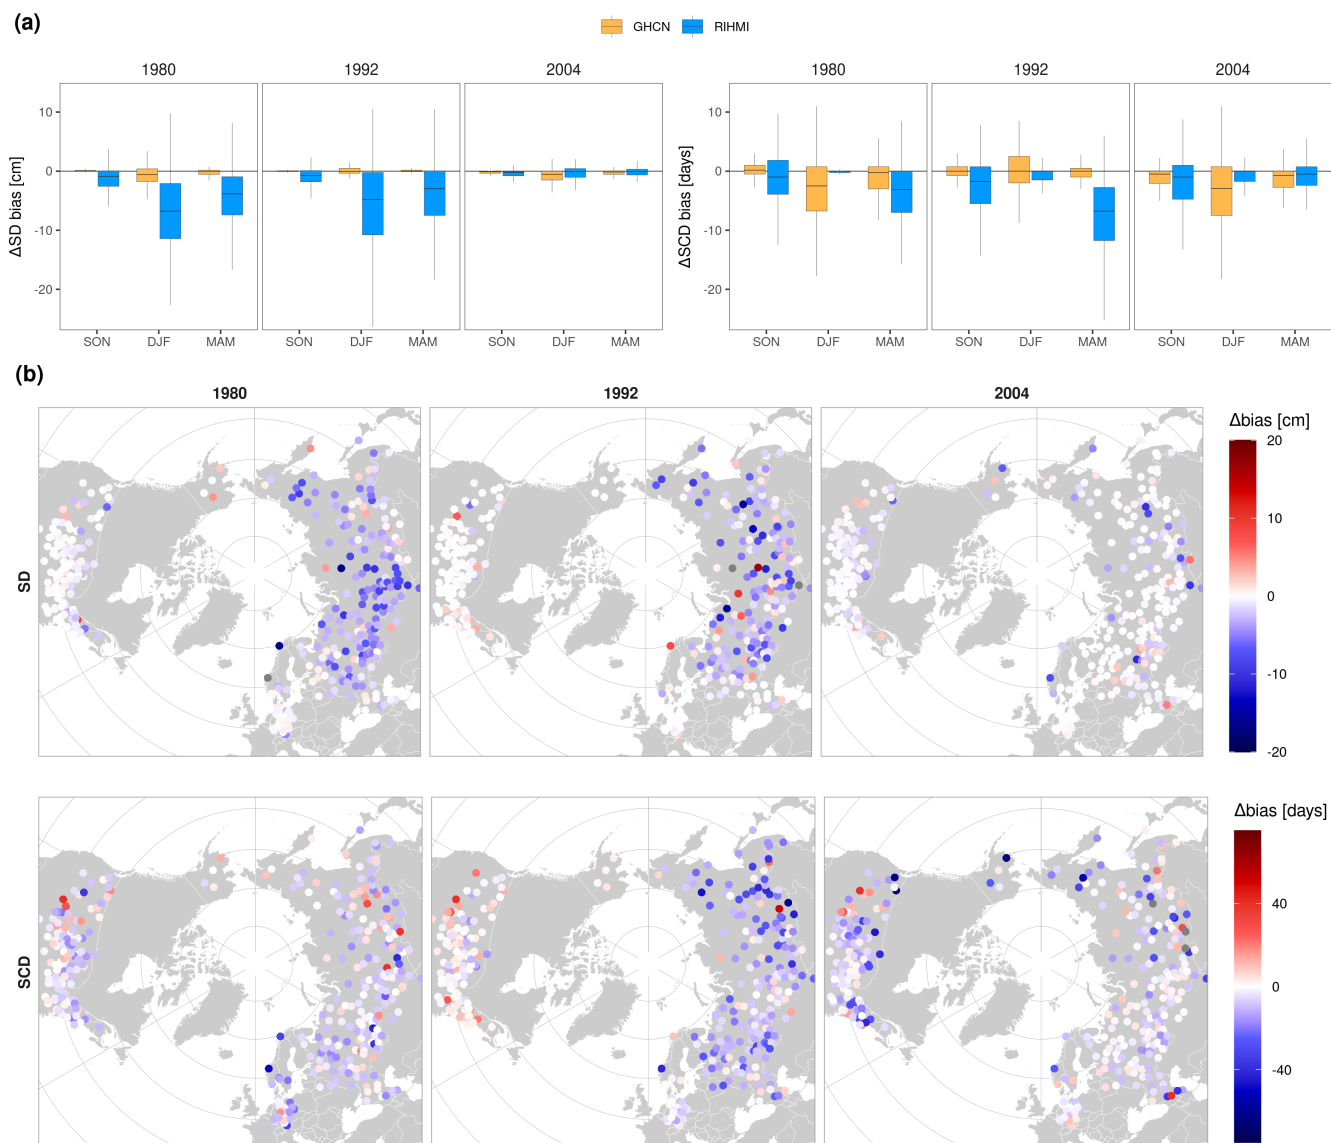 (a)
GHCN RIHMI
1980 1992 2004 1980 1992 2004
ΔSD bias [cm]
10
0
-10
-20
SON DJF MAM SON DJF MAM SON DJF MAM
ΔSCD bias [days]
10
0
-10
-20
SON DJF MAM SON DJF MAM SON DJF MAM
(b)
1980 1992 2004
SD
Δbias [cm]
20
10
0
-10
-20
SCD
Δbias [days]
40
0
-40